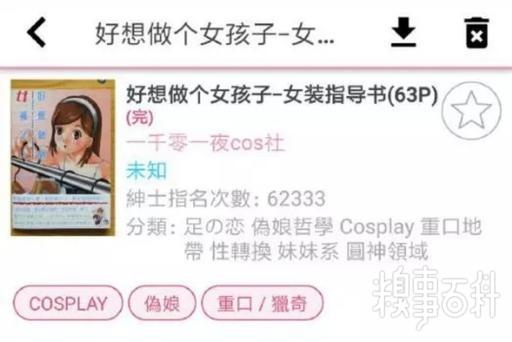 好想做个女孩子-女...
好想做个女孩子-女装指导书(63P)
(完)
一千零一夜cos社
未知
紳士指名次數: 62333
分類: 足の恋 偽娘哲學 Cosplay 重口地
帶 性轉換 妹妹系 圓神領域
COSPLAY
偽娘
重口 / 獵奇
糗事百科